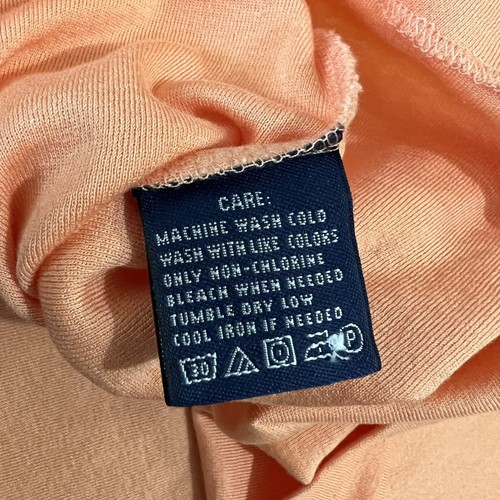 CARE:
MACHINE WASH COLD
WASH WITH LIKE COLORS
ONLY NON-CHLORINE
BLEACH WHEN NEEDED
TUMBLE DRY LOW
COOL IRON IF NEEDED
30 P